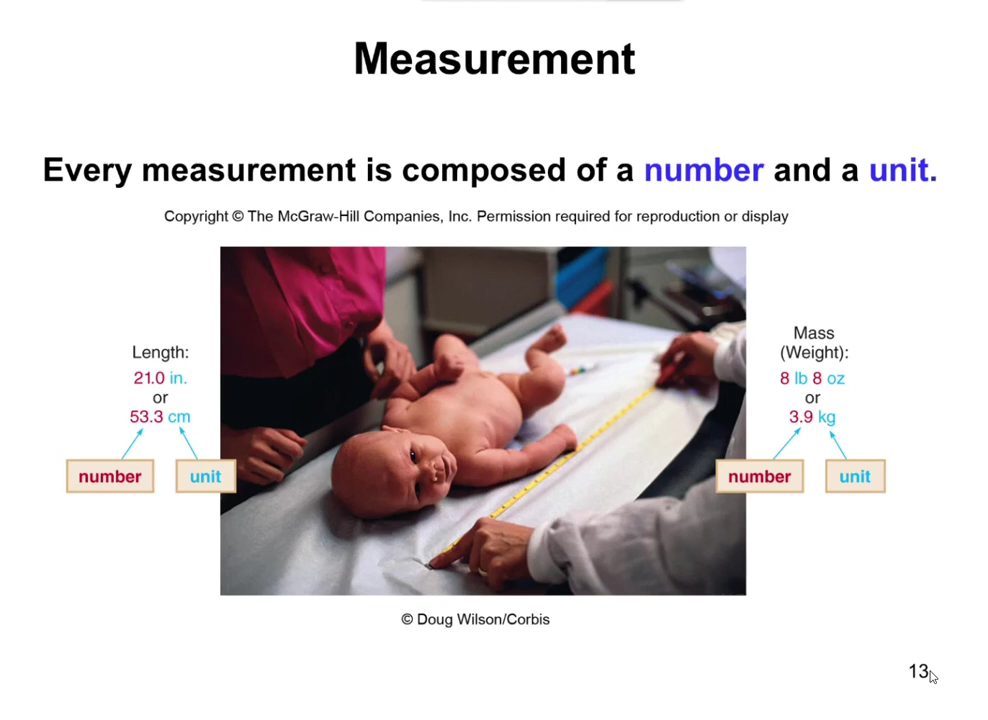 Measurement
Every measurement is composed of a number and a unit.
Copyright © The McGraw-Hill Companies, Inc. Permission required for reproduction or display
Length:
21.0 in.
or
53.3 cm
number
unit
Mass
(Weight):
8 lb 8 oz
or
3.9 kg
number
unit
© Doug Wilson/Corbis
13